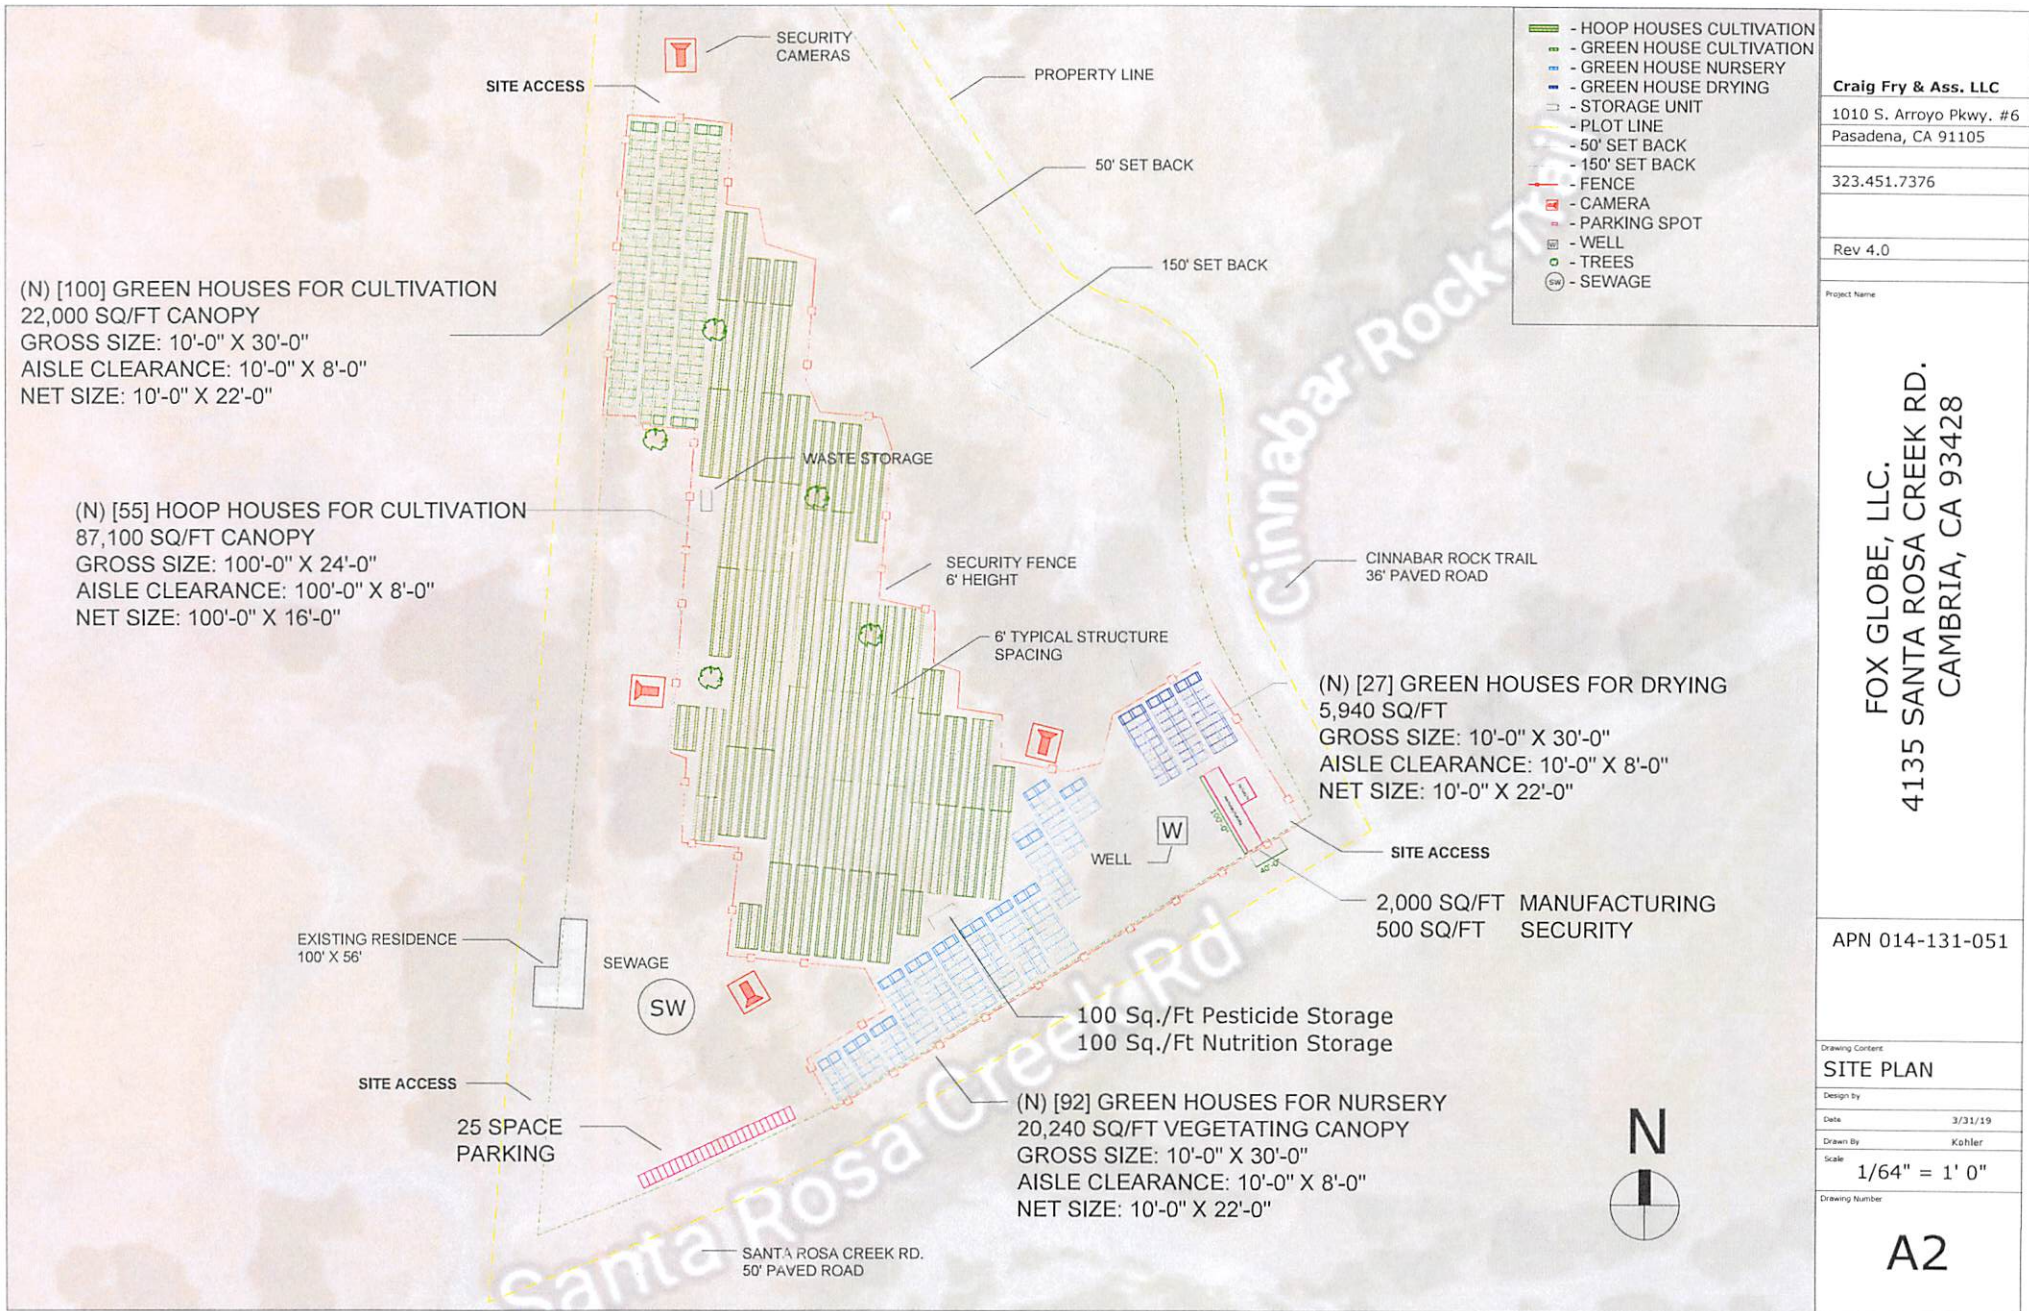 SECURITY
CAMERAS
SITE ACCESS
PROPERTY LINE
50' SET BACK
150' SET BACK
(N) [100] GREEN HOUSES FOR CULTIVATION
22,000 SQ/FT CANOPY
GROSS SIZE: 10'-0" X 30'-0"
AISLE CLEARANCE: 10'-0" X 8'-0"
NET SIZE: 10'-0" X 22'-0"
WASTE STORAGE
(N) [55] HOOP HOUSES FOR CULTIVATION
87,100 SQ/FT CANOPY
GROSS SIZE: 100'-0" X 24'-0"
AISLE CLEARANCE: 100'-0" X 8'-0"
NET SIZE: 100'-0" X 16'-0"
SECURITY FENCE
6' HEIGHT
Cinnabar Rock Trail
CINNABAR ROCK TRAIL
36' PAVED ROAD
6' TYPICAL STRUCTURE
SPACING
(N) [27] GREEN HOUSES FOR DRYING
5,940 SQ/FT
GROSS SIZE: 10'-0" X 30'-0"
AISLE CLEARANCE: 10'-0" X 8'-0"
NET SIZE: 10'-0" X 22'-0"
100'-0"
40'-0"
W
WELL
SITE ACCESS
2,000 SQ/FT MANUFACTURING
500 SQ/FT SECURITY
EXISTING RESIDENCE
100' X 56'
SEWAGE
SW
100 Sq./Ft Pesticide Storage
100 Sq./Ft Nutrition Storage
SITE ACCESS
25 SPACE
PARKING
(N) [92] GREEN HOUSES FOR NURSERY
20,240 SQ/FT VEGETATING CANOPY
GROSS SIZE: 10'-0" X 30'-0"
AISLE CLEARANCE: 10'-0" X 8'-0"
NET SIZE: 10'-0" X 22'-0"
Santa Rosa Creek Rd
SANTA ROSA CREEK RD.
50' PAVED ROAD
N
- HOOP HOUSES CULTIVATION
- GREEN HOUSE CULTIVATION
- GREEN HOUSE NURSERY
- GREEN HOUSE DRYING
- STORAGE UNIT
- PLOT LINE
- 50' SET BACK
- 150' SET BACK
- FENCE
- CAMERA
- PARKING SPOT
W - WELL
- TREES
SW - SEWAGE
Craig Fry & Ass. LLC
1010 S. Arroyo Pkwy. #6
Pasadena, CA 91105
323.451.7376
Rev 4.0
Project Name
FOX GLOBE, LLC.
4135 SANTA ROSA CREEK RD.
CAMBRIA, CA 93428
APN 014-131-051
Drawing Content
SITE PLAN
Design by
Date 3/31/19
Drawn By Kohler
Scale
1/64" = 1' 0"
Drawing Number
A2